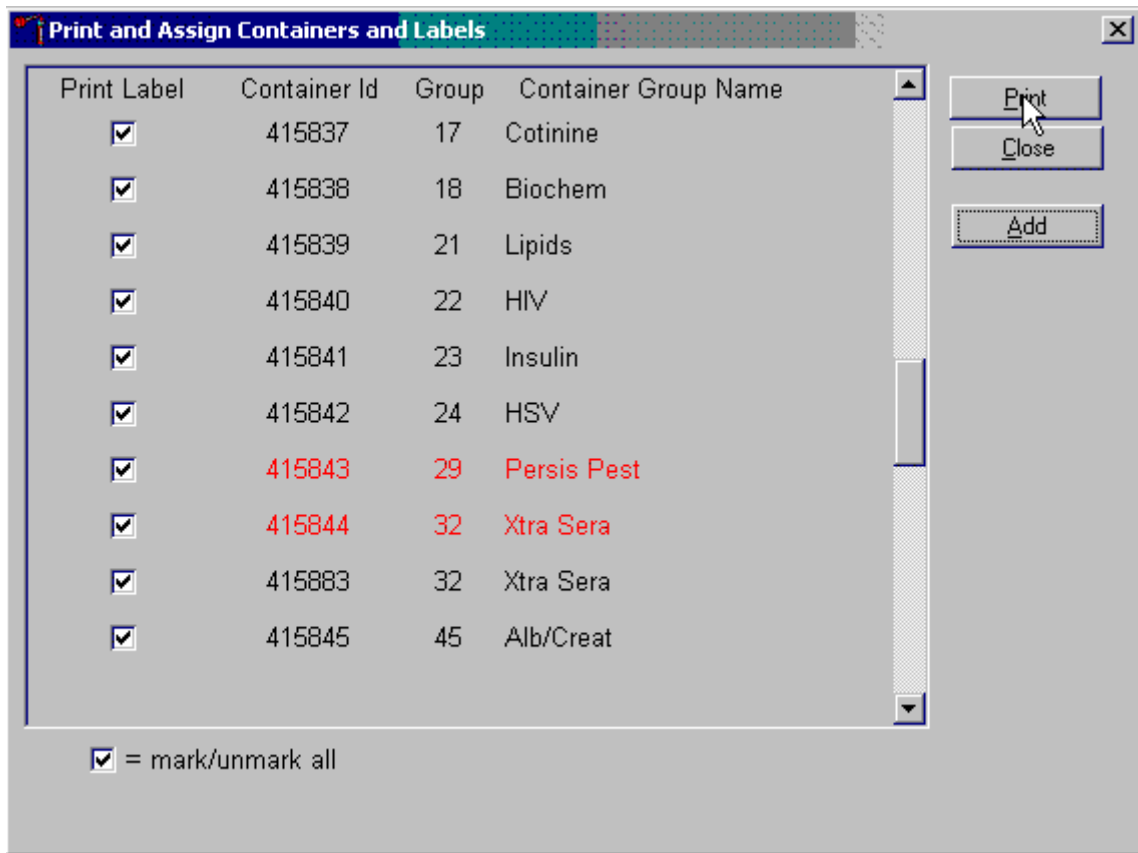 Print and Assign Containers and Labels
Print Label Container Id Group Container Group Name
415837 17 Cotinine
415838 18 Biochem
415839 21 Lipids
415840 22 HIV
415841 23 Insulin
415842 24 HSV
415843 29 Persis Pest
415844 32 Xtra Sera
415883 32 Xtra Sera
415845 45 Alb/Creat
= mark/unmark all
Print
Close
Add